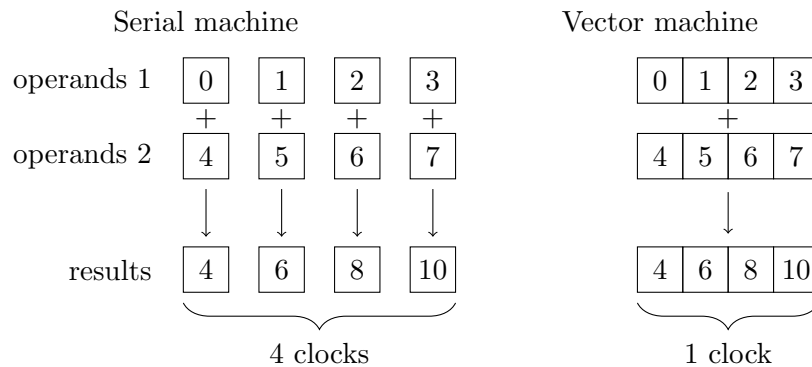 Serial machine Vector machine
operands 1 0 1 2 3 0 1 2 3
+ + + + +
operands 2 4 5 6 7 4 5 6 7
results 4 6 8 10 4 6 8 10
4 clocks 1 clock